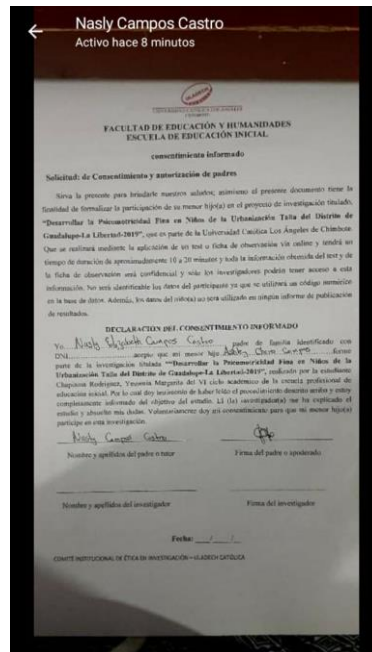 Nasly Campos Castro
Activo hace 8 minutos
ULADECH
FACULTAD DE EDUCACIÓN Y HUMANIDADES
ESCUELA DE EDUCACIÓN INICIAL
consentimiento informado
Solicitud: de Consentimiento y autorización de padres
Sirva la presente para brindarle nuestros saludos; asimismo el presente documento tiene la
finalidad de formalizar la participación de su menor hijo(a) en el proyecto de investigación titulado,
"Desarrollar la Psicomotricidad Fina en Niños de la Urbanización Talla del Distrito de
Guadalupe-La Libertad-2019", que es parte de la Universidad Católica Los Ángeles de Chimbote.
Que se realizará mediante la aplicación de un test o ficha de observación vía online y tendrá un
tiempo de duración de aproximadamente 10 a 20 minutos y toda la información obtenida del test y de
la ficha de observación será confidencial y solo los investigadores podrán tener acceso a esta
información. No será identificable los datos del participante ya que se utilizará un código numérico
en la base de datos. Además, los datos del niño(a) no será utilizado en ningún informe de publicación
de resultados.
DECLARACIÓN DEL CONSENTIMIENTO INFORMADO
Yo Nasly Elizabeth Campos Castro padre de familia identificado con
DNI acepto que mi menor hijo Campos forme
parte de la investigación titulada ""Desarrollar la Psicomotricidad Fina en Niños de la
Urbanización Talla del Distrito de Guadalupe-La Libertad-2019", realizado por la estudiante
Chapoñan Rodríguez, Yessenia Margarita del VI ciclo académico de la escuela profesional de
educación inicial. Por lo cual doy testimonio de haber leído el procedimiento descrito arriba y estoy
completamente informado del objetivo del estudio. El (la) investigador(a) me ha explicado el
estudio y absuelto mis dudas. Voluntariamente doy mi consentimiento para que mi menor hijo(a)
participe en esta investigación.
Nasly Campos Castro
Nombre y apellidos del padre o tutor Firma del padre o apoderado
Nombre y apellidos del investigador Firma del investigador
Fecha: __/__/__
COMITÉ INSTITUCIONAL DE ÉTICA EN INVESTIGACIÓN – ULADECH CATÓLICA